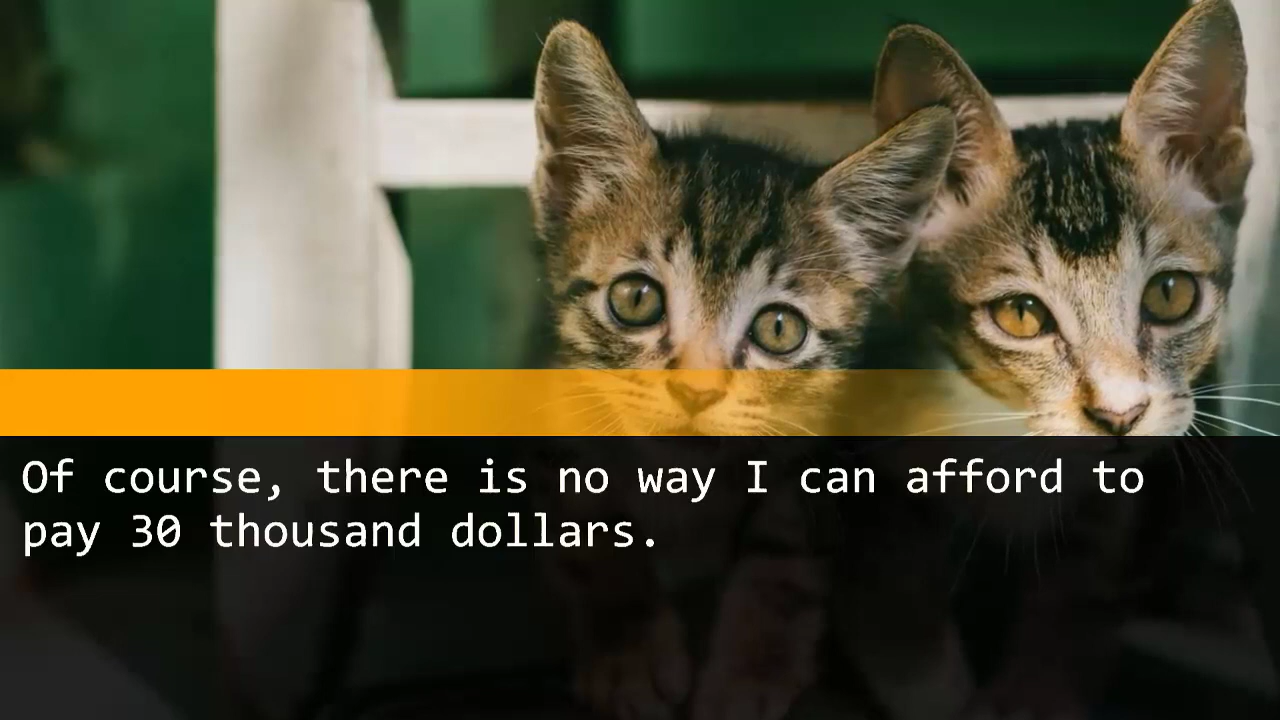 Of course, there is no way I can afford to
pay 30 thousand dollars.